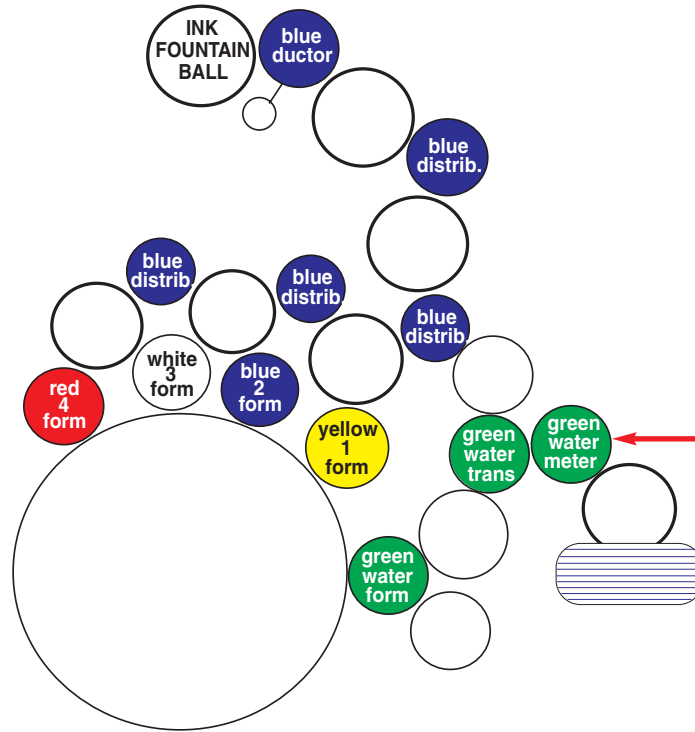 INK
FOUNTAIN
BALL
blue
ductor
blue
distrib.
blue
distrib.
blue
distrib.
blue
distrib.
white
3
form
blue
2
form
red
4
form
yellow
1
form
green
water
trans
green
water
meter
green
water
form